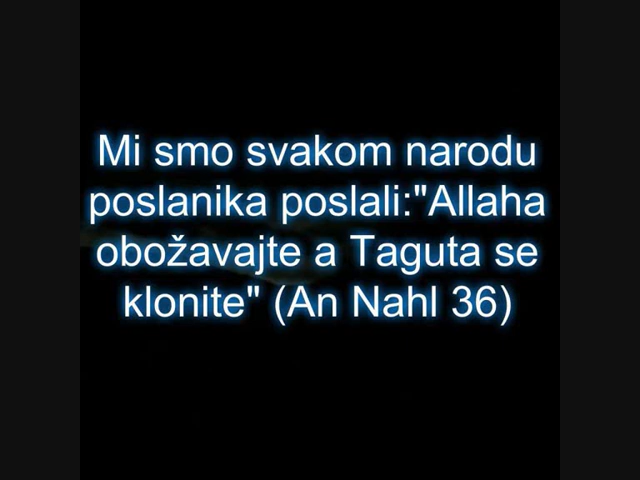 Mi smo svakom narodu
poslanika poslali:"Allaha
obožavajte a Taguta se
klonite" (An Nahl 36)